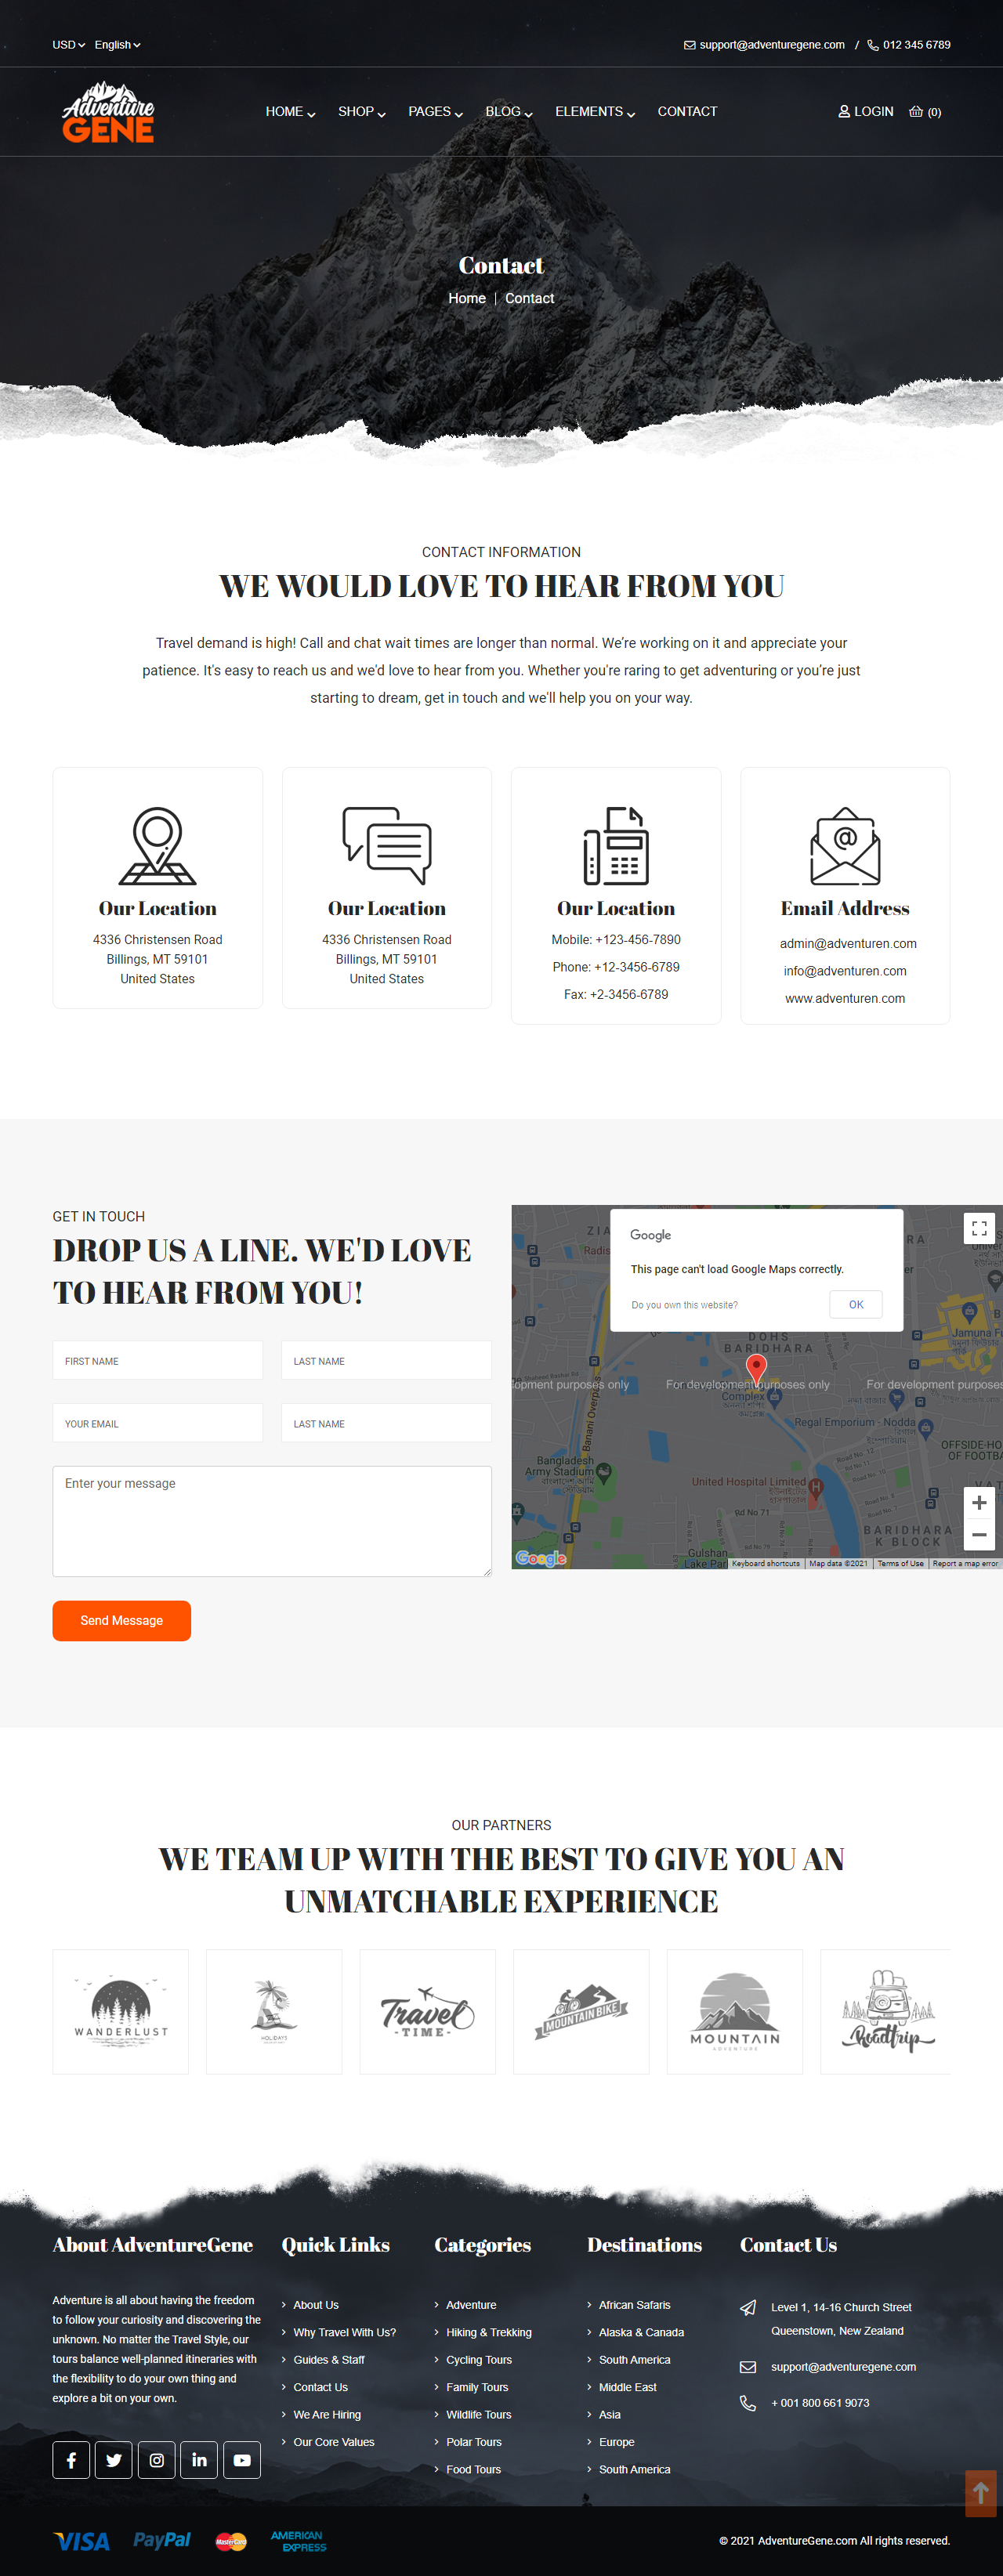 USD English
support@adventuregene.com / 012 345 6789
Adventure
GENE
HOME SHOP PAGES BLOG ELEMENTS CONTACT
LOGIN (0)
Contact
Home | Contact
CONTACT INFORMATION
WE WOULD LOVE TO HEAR FROM YOU
Travel demand is high! Call and chat wait times are longer than normal. We’re working on it and appreciate your
patience. It's easy to reach us and we'd love to hear from you. Whether you're raring to get adventuring or you’re just
starting to dream, get in touch and we'll help you on your way.
Our Location
4336 Christensen Road
Billings, MT 59101
United States
Our Location
4336 Christensen Road
Billings, MT 59101
United States
Our Location
Mobile: +123-456-7890
Phone: +12-3456-6789
Fax: +2-3456-6789
@
Email Address
admin@adventuren.com
info@adventuren.com
www.adventuren.com
GET IN TOUCH
DROP US A LINE. WE'D LOVE
TO HEAR FROM YOU!
FIRST NAME
LAST NAME
YOUR EMAIL
LAST NAME
Enter your message
Send Message
Google
This page can't load Google Maps correctly.
Do you own this website?
OK
DOHS
BARIDHARA
Jamuna
For development purposes only
For development purposes
Complex
Banani Overpass
Regal Emporium - Nodda
OFFSIDE-HO
OF FOOTBA
Bangladesh
Army Stadium
United Hospital Limited
Rd No 71
BARIDHARA
K BLOCK
Gulshan
Lake Par
Google
Keyboard shortcuts
Map data ©2021
Terms of Use
Report a map error
OUR PARTNERS
WE TEAM UP WITH THE BEST TO GIVE YOU AN
UNMATCHABLE EXPERIENCE
WANDERLUST
HOLIDAYS
Travel
-TIME-
MOUNTAIN BIKE
MOUNTAIN
ADVENTURE
Roadtrip
About AdventureGene
Adventure is all about having the freedom
to follow your curiosity and discovering the
unknown. No matter the Travel Style, our
tours balance well-planned itineraries with
the flexibility to do your own thing and
explore a bit on your own.
Quick Links
About Us
Why Travel With Us?
Guides & Staff
Contact Us
We Are Hiring
Our Core Values
Categories
Adventure
Hiking & Trekking
Cycling Tours
Family Tours
Wildlife Tours
Polar Tours
Food Tours
Destinations
African Safaris
Alaska & Canada
South America
Middle East
Asia
Europe
South America
Contact Us
Level 1, 14-16 Church Street
Queenstown, New Zealand
support@adventuregene.com
+ 001 800 661 9073
VISA
PayPal
MasterCard
AMERICAN
EXPRESS
© 2021 AdventureGene.com All rights reserved.